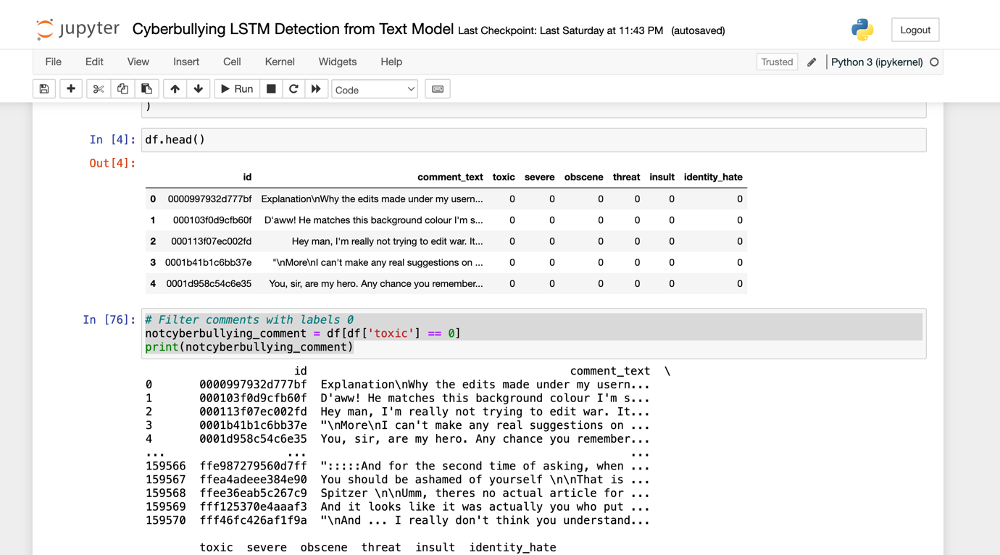 jupyter Cyberbullying LSTM Detection from Text Model Last Checkpoint: Last Saturday at 11:43 PM (autosaved) Logout
File Edit View Insert Cell Kernel Widgets Help Trusted Python 3 (ipykernel)
Run Code
)
In [4]: df.head()
Out[4]:
id comment_text toxic severe obscene threat insult identity_hate
0 0000997932d777bf Explanation\nWhy the edits made under my usern... 0 0 0 0 0 0
1 000103f0d9cfb60f D'aww! He matches this background colour I'm s... 0 0 0 0 0 0
2 000113f07ec002fd Hey man, I'm really not trying to edit war. It... 0 0 0 0 0 0
3 0001b41b1c6bb37e "\nMore\nI can't make any real suggestions on ... 0 0 0 0 0 0
4 0001d958c54c6e35 You, sir, are my hero. Any chance you remember... 0 0 0 0 0 0
In [76]: # Filter comments with labels 0
notcyberbullying_comment = df[df['toxic'] == 0]
print(notcyberbullying_comment)
id comment_text \
0 0000997932d777bf Explanation\nWhy the edits made under my usern...
1 000103f0d9cfb60f D'aww! He matches this background colour I'm s...
2 000113f07ec002fd Hey man, I'm really not trying to edit war. It...
3 0001b41b1c6bb37e "\nMore\nI can't make any real suggestions on ...
4 0001d958c54c6e35 You, sir, are my hero. Any chance you remember...
... ... ...
159566 ffe987279560d7ff ":::::And for the second time of asking, when ...
159567 ffea4adeee384e90 You should be ashamed of yourself \n\nThat is ...
159568 ffee36eab5c267c9 Spitzer \n\nUmm, theres no actual article for ...
159569 fff125370e4aaaf3 And it looks like it was actually you who put ...
159570 fff46fc426af1f9a "\nAnd ... I really don't think you understand...
toxic severe obscene threat insult identity_hate